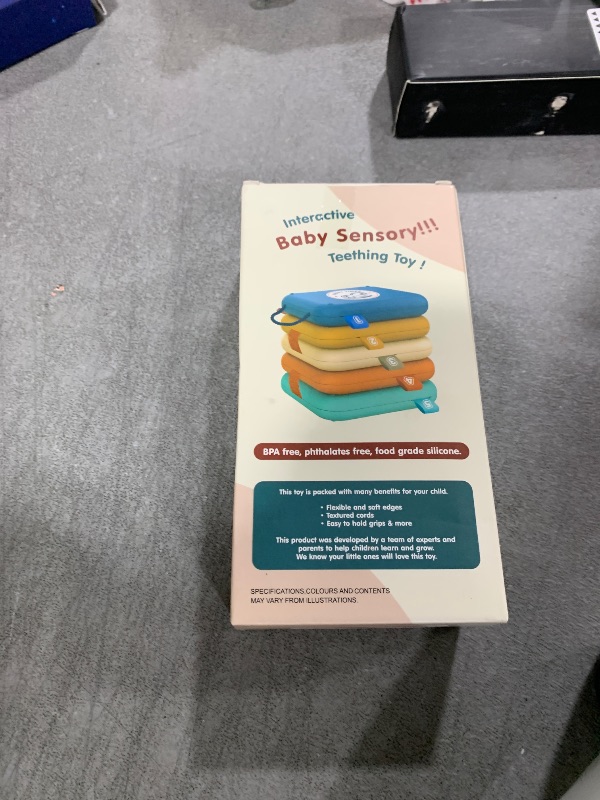 Interactive
Baby Sensory!!!
Teething Toy !
BPA free, phthalates free, food grade silicone.
This toy is packed with many benefits for your child.
• Flexible and soft edges
• Textured cords
• Easy to hold grips & more
This product was developed by a team of experts and
parents to help children learn and grow.
We know your little ones will love this toy.
SPECIFICATIONS,COLOURS AND CONTENTS
MAY VARY FROM ILLUSTRATIONS.